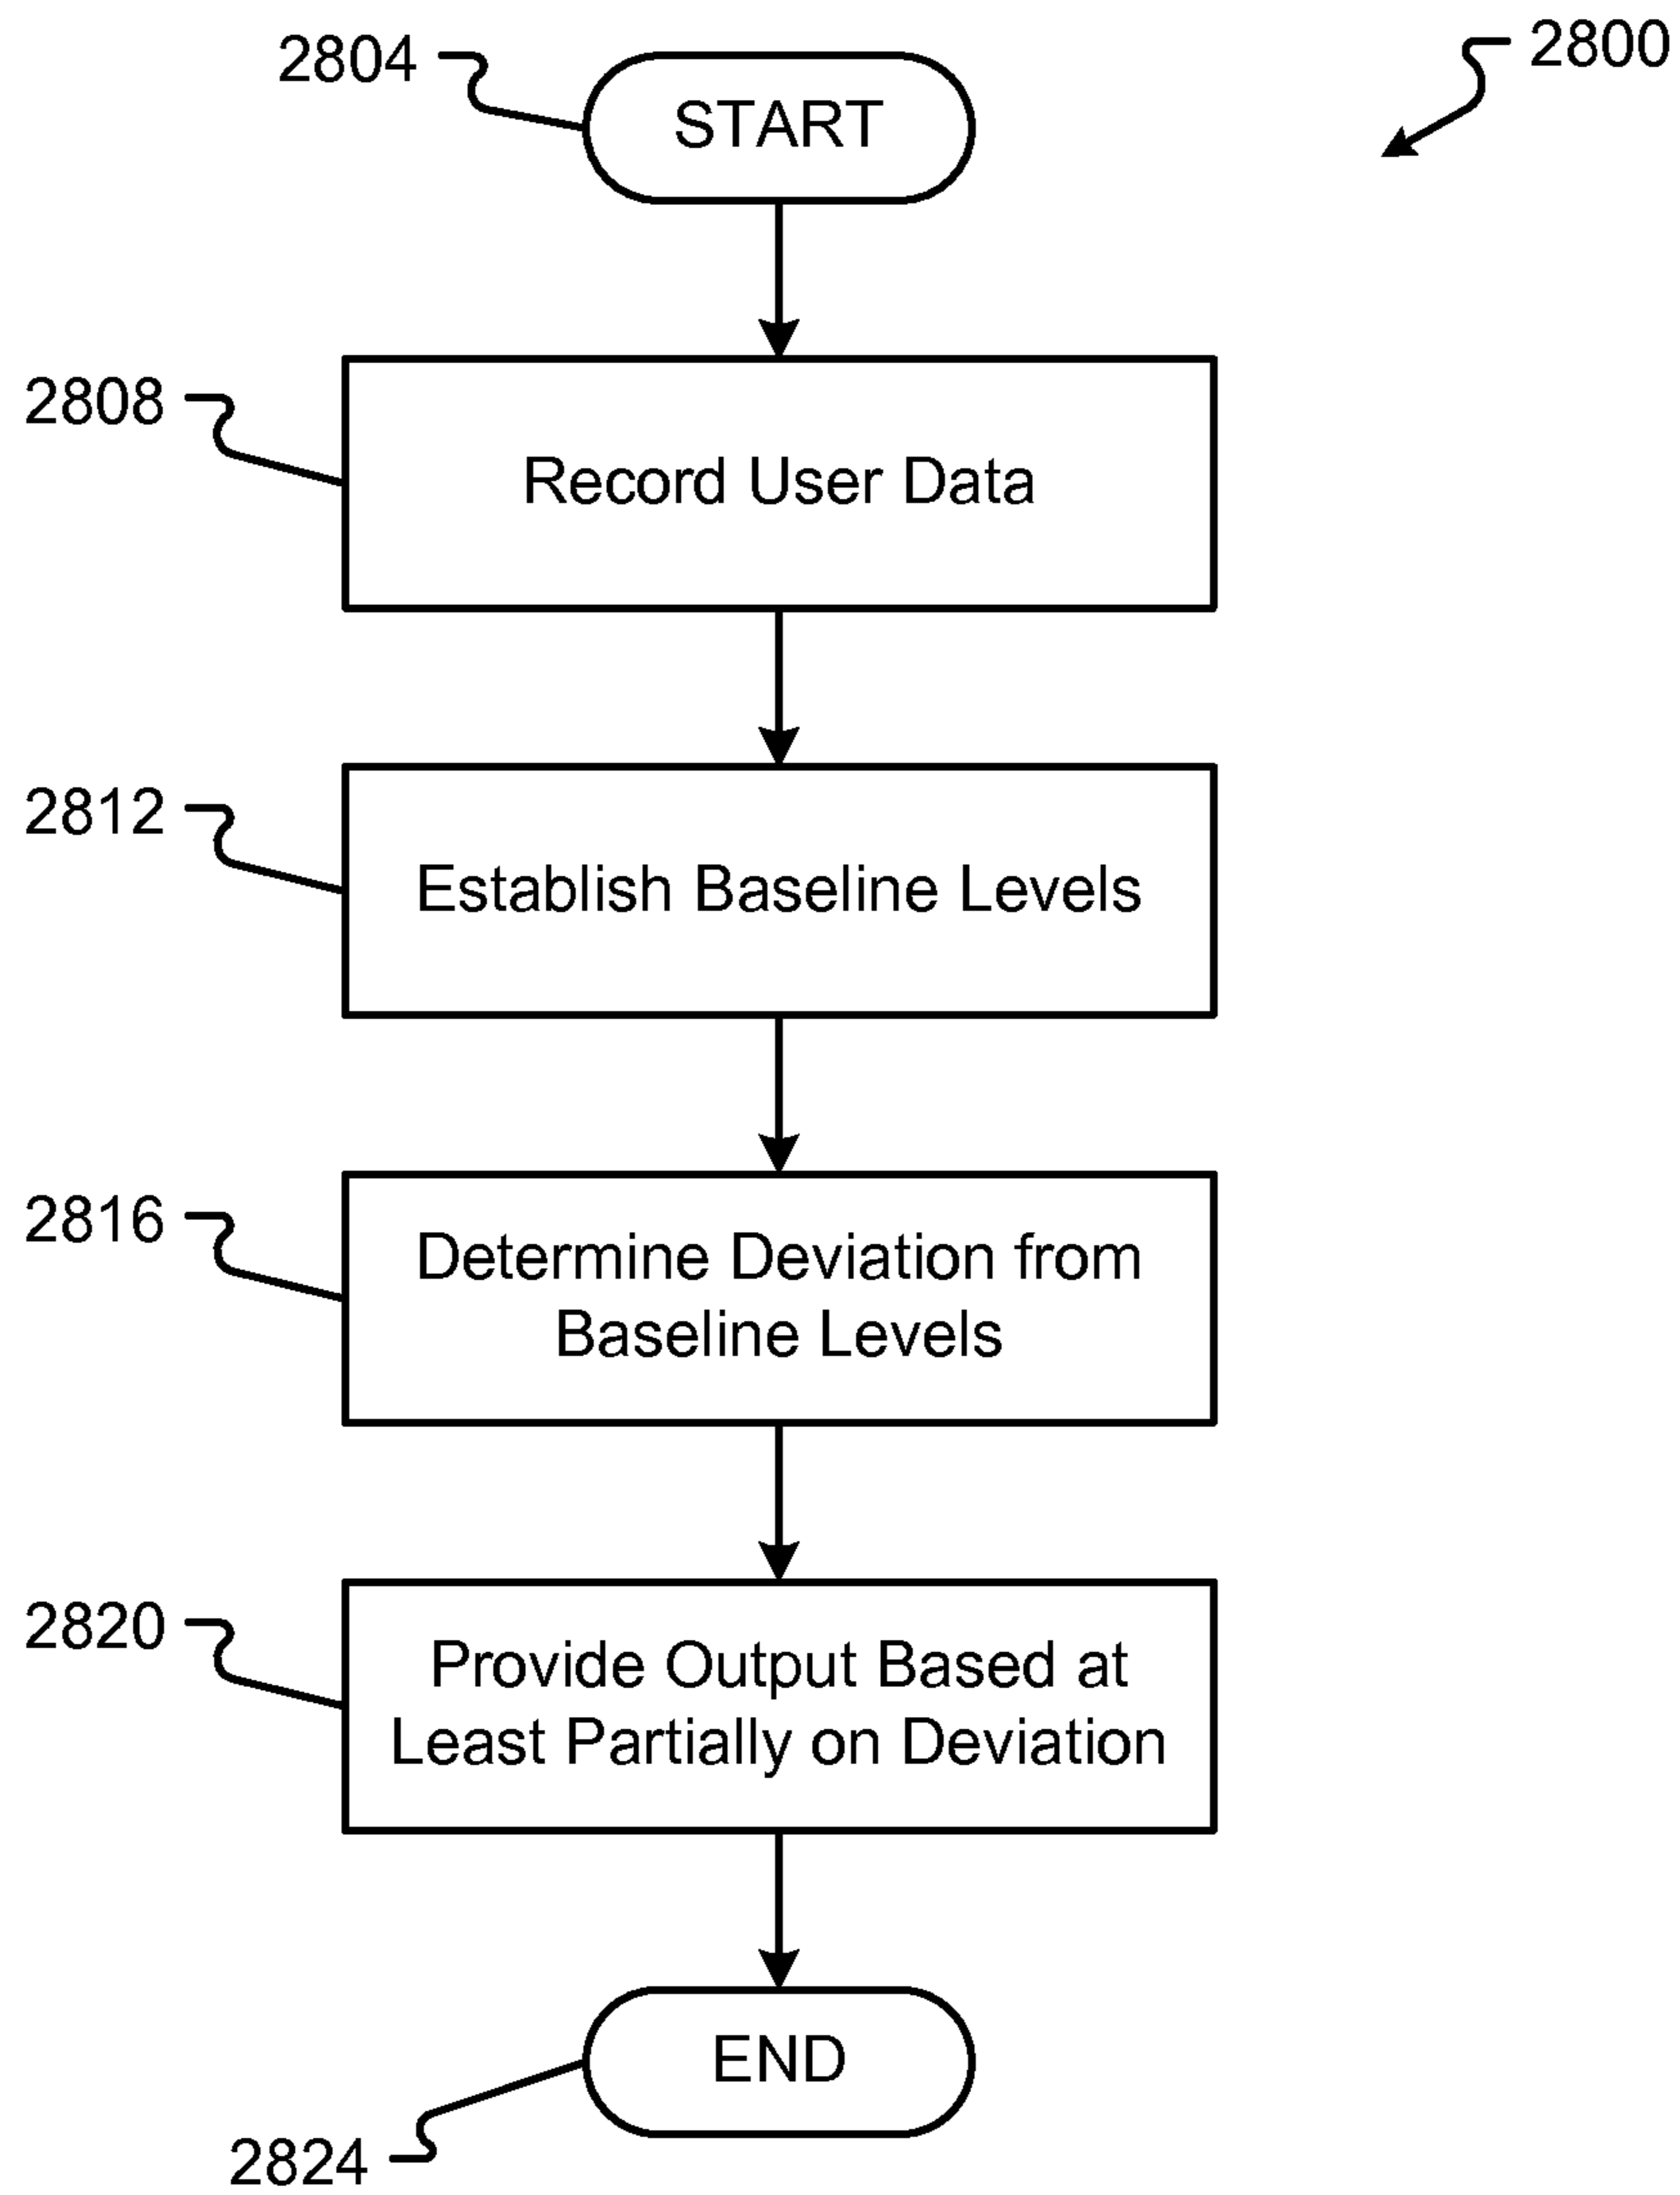 2800
2804
START
2808
Record User Data
2812
Establish Baseline Levels
2816
Determine Deviation from
Baseline Levels
2820
Provide Output Based at
Least Partially on Deviation
END
2824